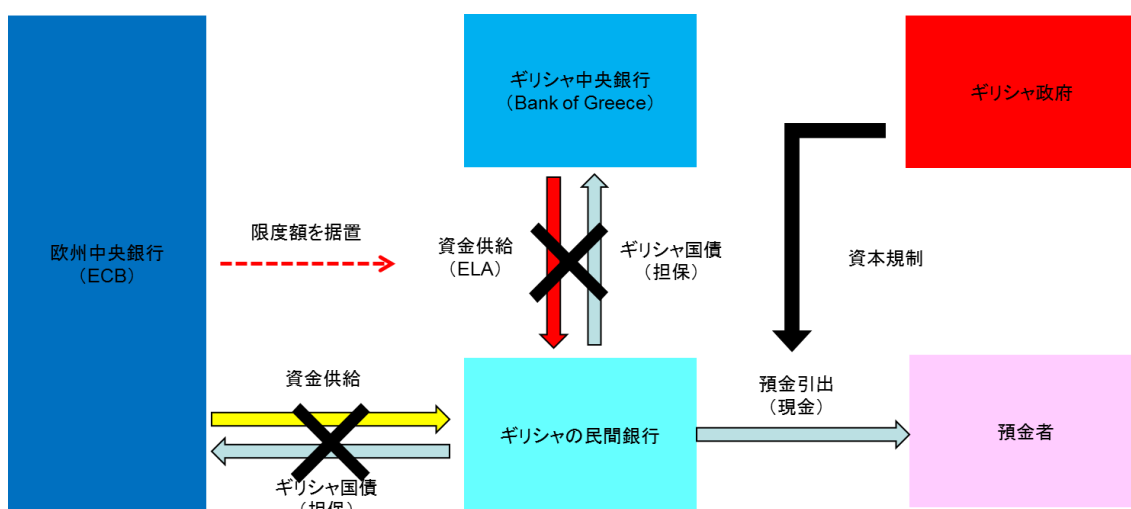 ギリシャ中央銀行
（Bank of Greece）
ギリシャ政府
欧州中央銀行
（ECB）
限度額を据置
資金供給
（ELA）
ギリシャ国債
（担保）
資本規制
資金供給
ギリシャ国債
（担保）
ギリシャの民間銀行
預金引出
（現金）
預金者